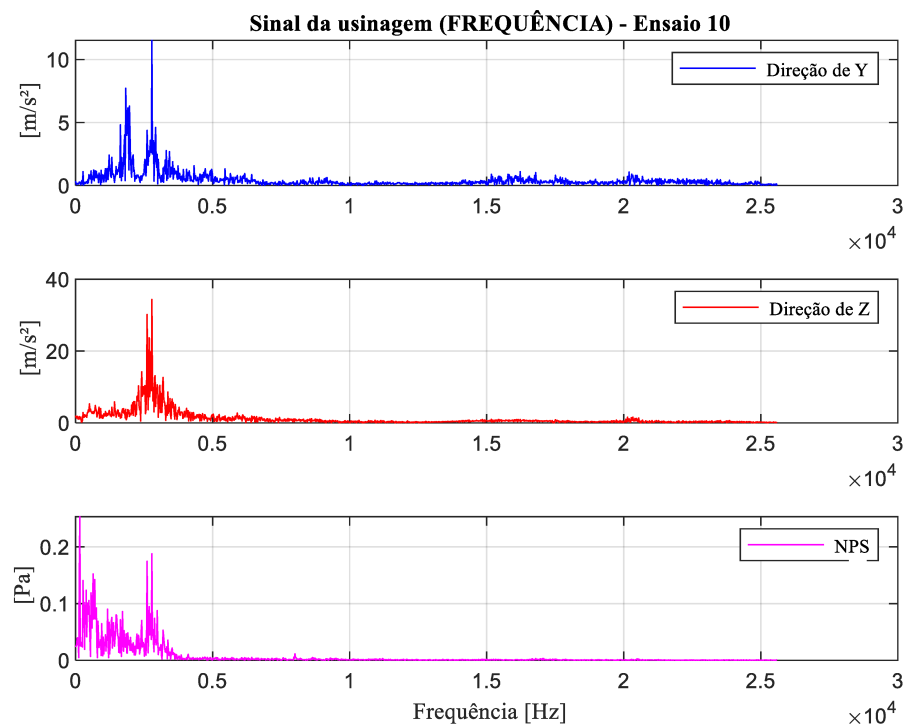 Sinal da usinagem (FREQUÊNCIA) - Ensaio 10
[m/s²]
10
5
0
Direção de Y
0 0.5 1 1.5 2 2.5 3
×10⁴
[m/s²]
40
20
0
Direção de Z
0 0.5 1 1.5 2 2.5 3
×10⁴
[Pa]
0.2
0.1
0
NPS
0 0.5 1 1.5 2 2.5 3
Frequência [Hz]
×10⁴